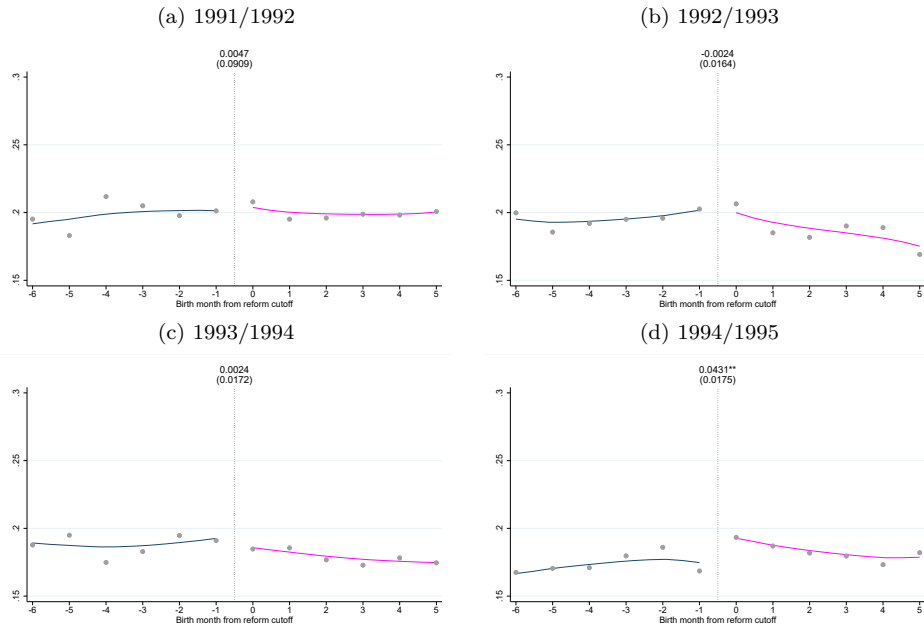 (a) 1991/1992
0.0047
(0.0909)
.3
.25
.2
.15
-6 -5 -4 -3 -2 -1 0 1 2 3 4 5
Birth month from reform cutoff
(b) 1992/1993
-0.0024
(0.0164)
.3
.25
.2
.15
-6 -5 -4 -3 -2 -1 0 1 2 3 4 5
Birth month from reform cutoff
(c) 1993/1994
0.0024
(0.0172)
.3
.25
.2
.15
-6 -5 -4 -3 -2 -1 0 1 2 3 4 5
Birth month from reform cutoff
(d) 1994/1995
0.0431**
(0.0175)
.3
.25
.2
.15
-6 -5 -4 -3 -2 -1 0 1 2 3 4 5
Birth month from reform cutoff